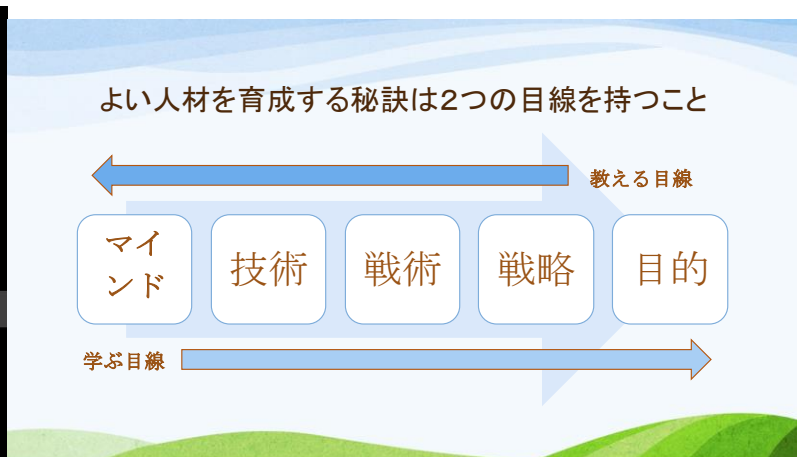 よい人材を育成する秘訣は２つの目線を持つこと
教える目線
マイ
ンド
技術
戦術
戦略
目的
学ぶ目線